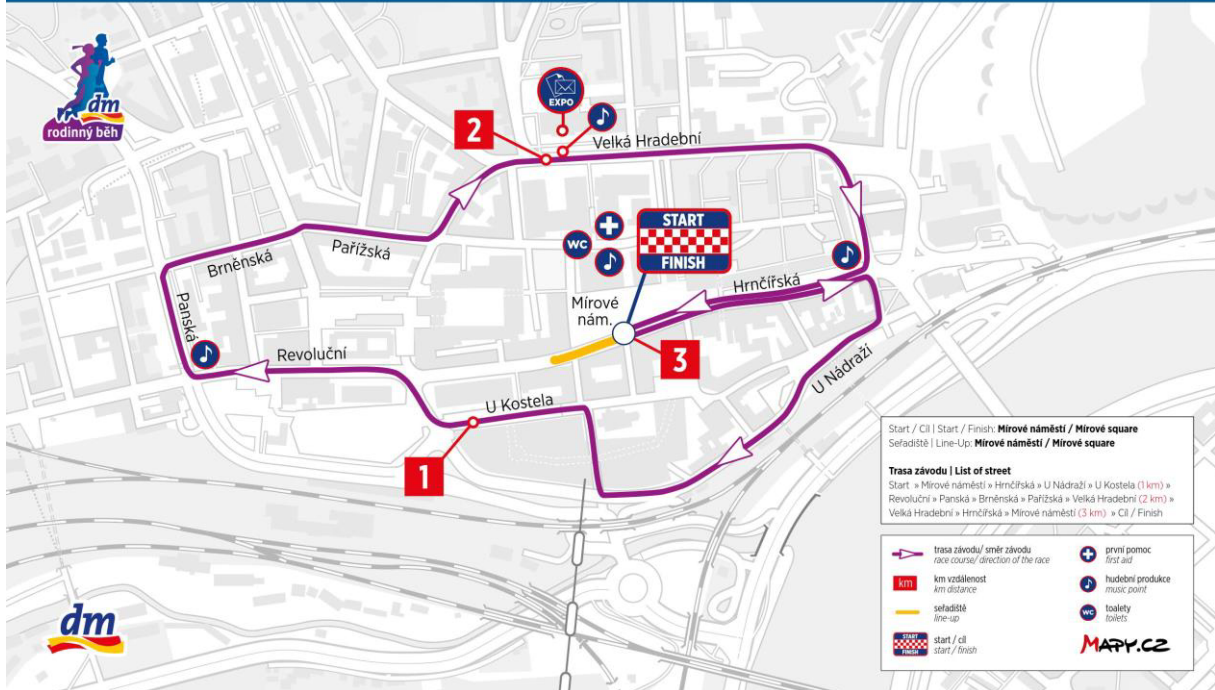 dm
rodinný běh
EXPO
2
Velká Hradební
START
FINISH
WC
Pařížská
Brněnská
Hrnčířská
Mírové
nám.
Panská
3
Revoluční
U Nádraží
U Kostela
1
Start / Cíl | Start / Finish: Mírové náměstí / Mírové square
Seřadiště | Line-Up: Mírové náměstí / Mírové square
Trasa závodu | List of street
Start » Mírové náměstí » Hrnčířská » U Nádraží » U Kostela (1 km) »
Revoluční » Panská » Brněnská » Pařížská » Velká Hradební (2 km) »
Velká Hradební » Hrnčířská » Mírové náměstí (3 km) » Cíl / Finish
trasa závodu/ směr závodu
race course/ direction of the race
km
km vzdálenost
km distance
seřadiště
line-up
START
FINISH
start / cíl
start / finish
první pomoc
first aid
hudební produkce
music point
WC
toalety
toilets
MAPY.CZ
dm